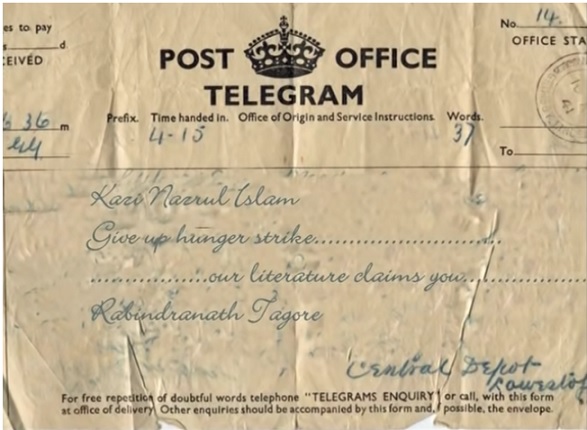 es to pay
s. d.
CEIVED
36 m
POST OFFICE
TELEGRAM
Prefix. Time handed in. Office of Origin and Service Instructions. Words.
4-15
37
No. 14.
OFFICE STA
To
Kazi Nazrul Islam
Give up hunger strike..............................
....................our literature claims you......................
Rabindranath Tagore
Central Depot
Lowestof
For free repetition of doubtful words telephone "TELEGRAMS ENQUIRY" or call, with this form
at office of delivery Other enquiries should be accompanied by this form and, possible, the envelope.